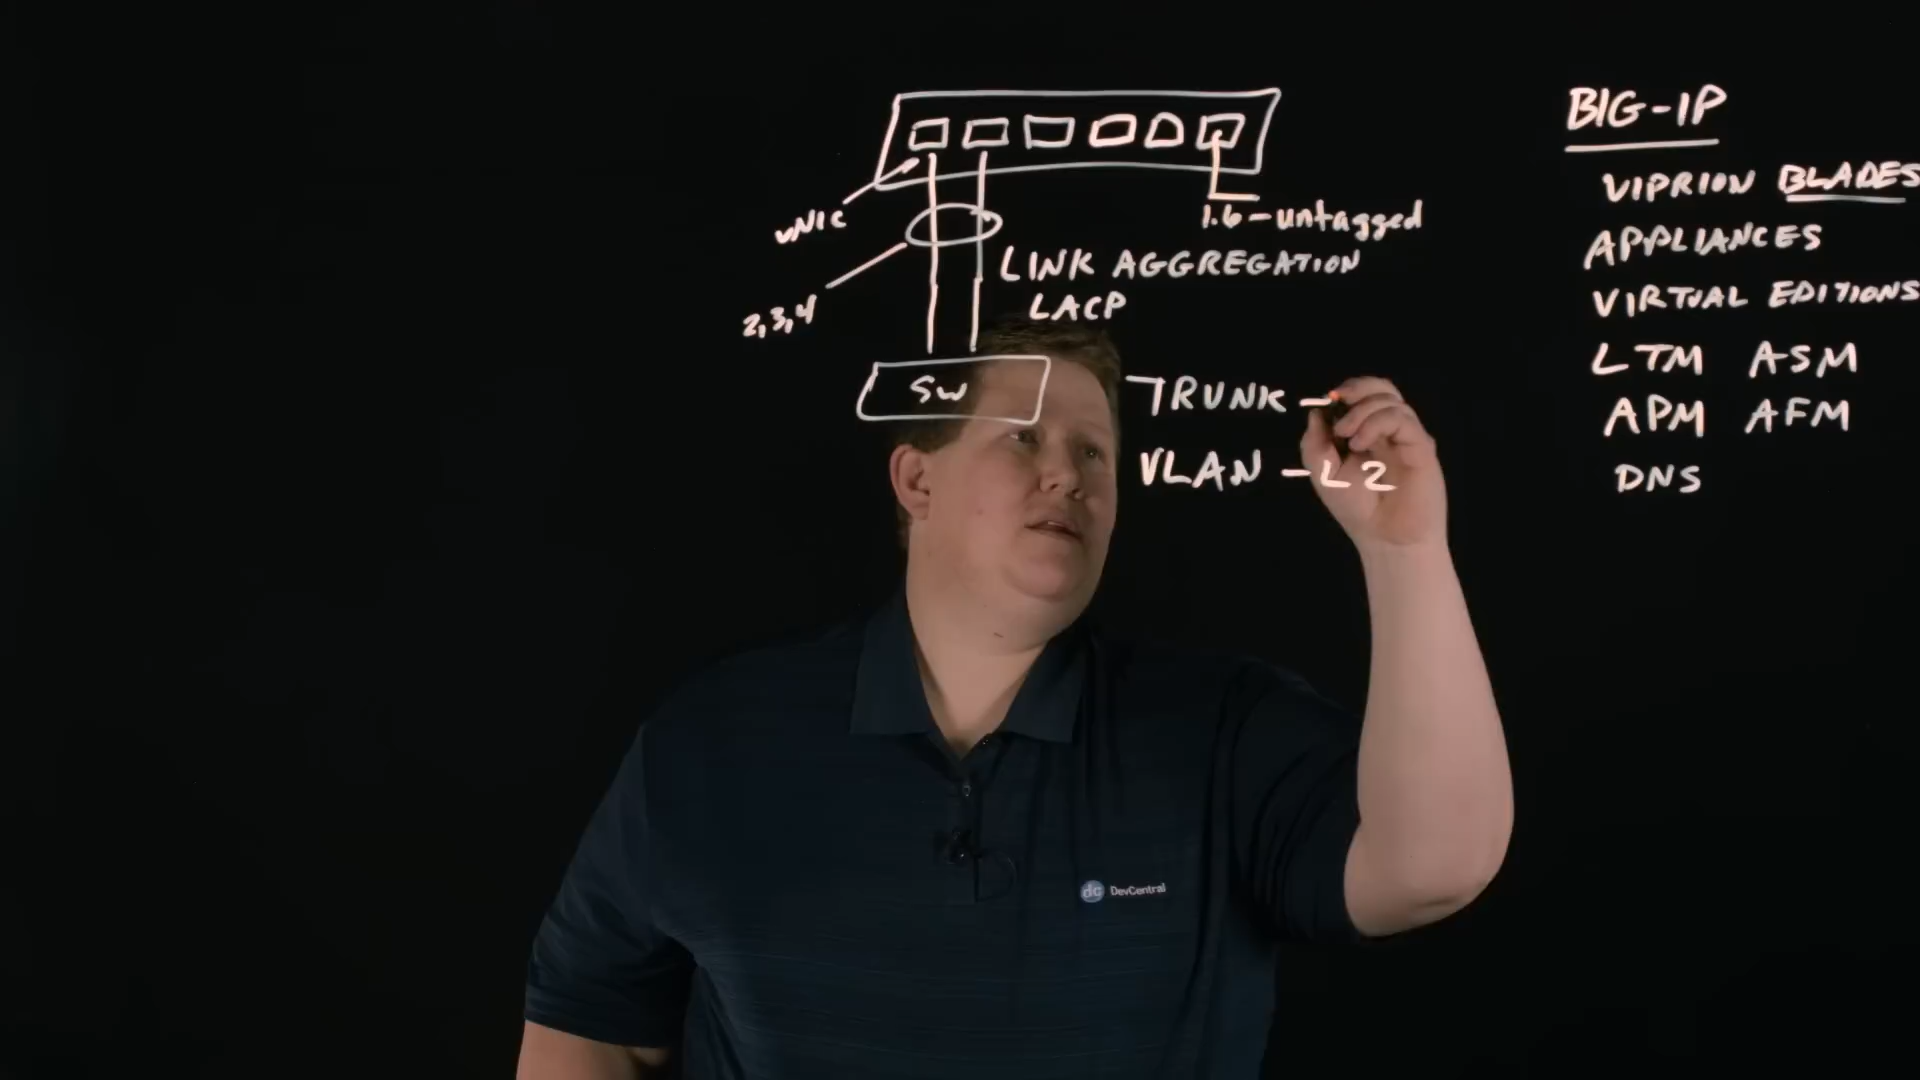 vNIC
2,3,4
1.6-untagged
LINK AGGREGATION
LACP
SW
TRUNK -
VLAN - L2
BIG-IP
VIPRION BLADES
APPLIANCES
VIRTUAL EDITIONS
LTM ASM
APM AFM
DNS
dc DevCentral